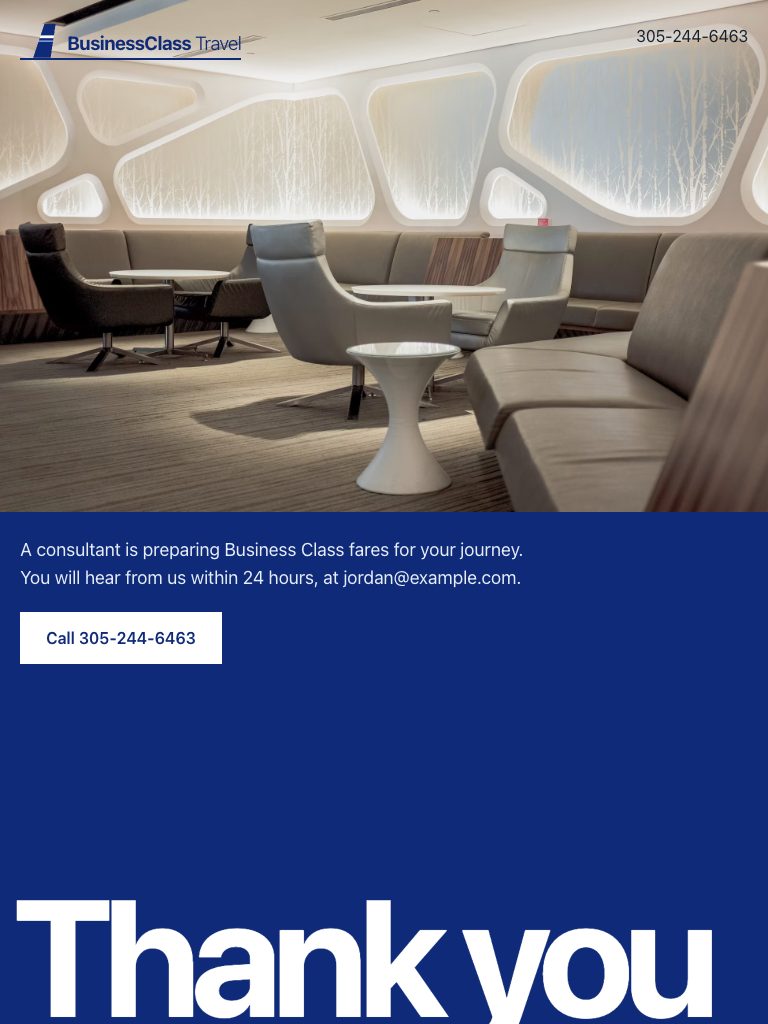 BusinessClass Travel
305-244-6463
A consultant is preparing Business Class fares for your journey.
You will hear from us within 24 hours, at jordan@example.com.
Call 305-244-6463
Thank you